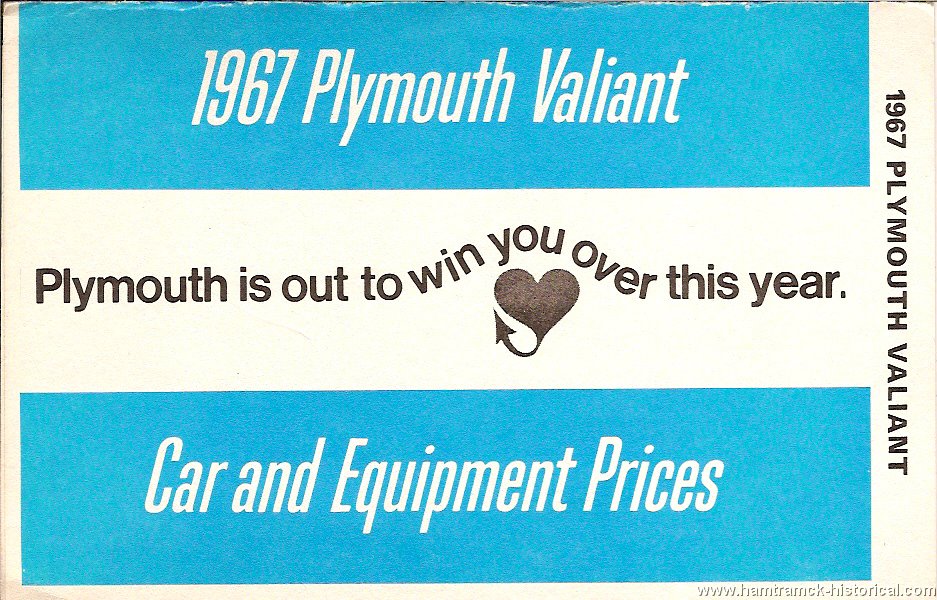 1967 Plymouth Valiant
Plymouth is out to win you over this year.
Car and Equipment Prices
1967 PLYMOUTH VALIANT
www.hamtramck-historical.com